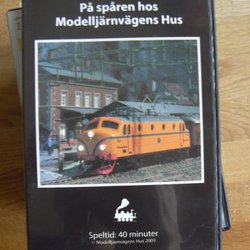 På spåren hos
Modelljärnvägens Hus
Speltid: 40 minuter
Modelljärnvägens Hus 2009